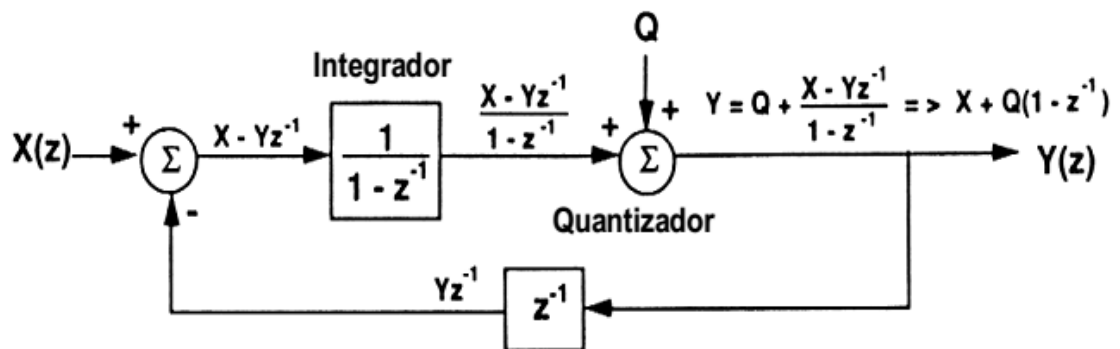 Q
Integrador
X(z)
+
Σ
-
X - Yz⁻¹
1
1 - z⁻¹
X - Yz⁻¹
1 - z⁻¹
+
+
Σ
Quantizador
Y = Q + X - Yz⁻¹ / 1 - z⁻¹ = > X + Q(1 - z⁻¹)
Y(z)
Yz⁻¹
z⁻¹